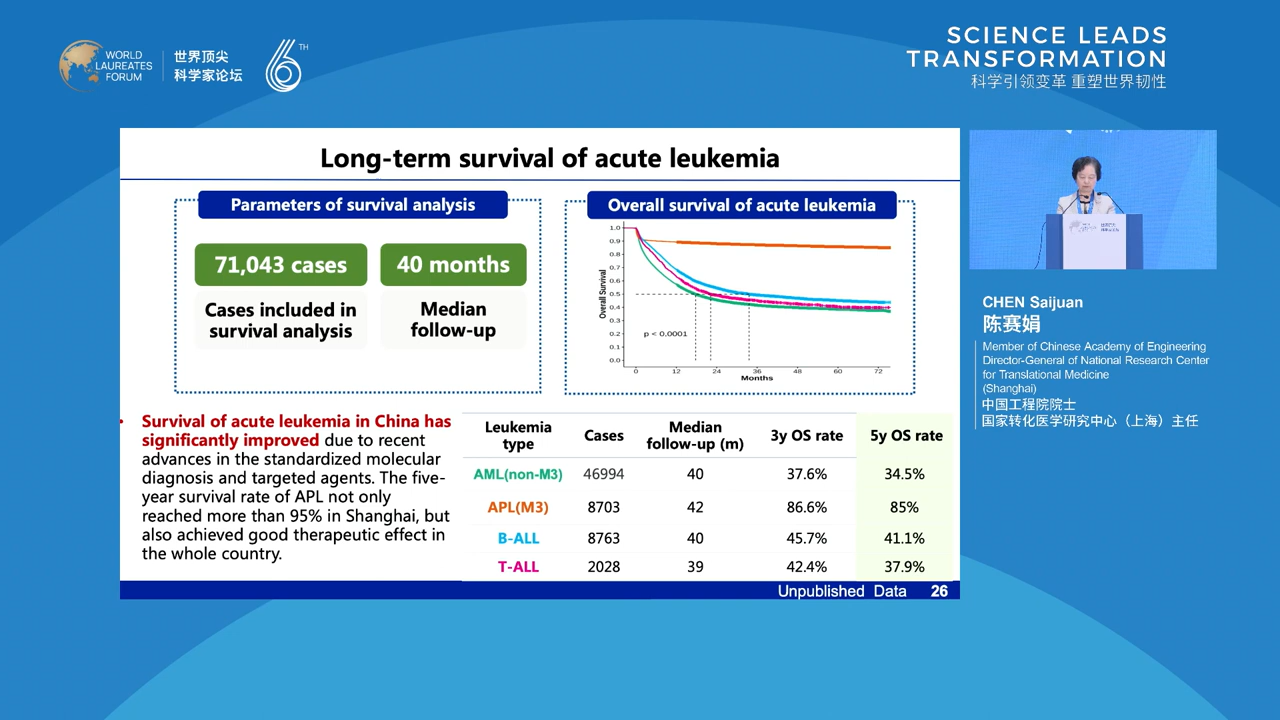 WORLD
LAUREATES
FORUM
世界顶尖
科学家论坛
6TH
SCIENCE LEADS
TRANSFORMATION
科学引领变革 重塑世界韧性
Long-term survival of acute leukemia
Parameters of survival analysis
71,043 cases
40 months
Cases included in
survival analysis
Median
follow-up
Overall survival of acute leukemia
Overall Survival
1.0
0.9
0.8
0.7
0.6
0.5
0.4
0.3
0.2
0.1
0.0
p < 0.0001
0 12 24 36 48 60 72
Months
• Survival of acute leukemia in China has
significantly improved due to recent
advances in the standardized molecular
diagnosis and targeted agents. The five-
year survival rate of APL not only
reached more than 95% in Shanghai, but
also achieved good therapeutic effect in
the whole country.
Leukemia type Cases Median follow-up (m) 3y OS rate 5y OS rate
AML(non-M3) 46994 40 37.6% 34.5%
APL(M3) 8703 42 86.6% 85%
B-ALL 8763 40 45.7% 41.1%
T-ALL 2028 39 42.4% 37.9%
Unpublished Data 26
CHEN Saijuan
陈赛娟
Member of Chinese Academy of Engineering
Director-General of National Research Center
for Translational Medicine
(Shanghai)
中国工程院院士
国家转化医学研究中心（上海）主任